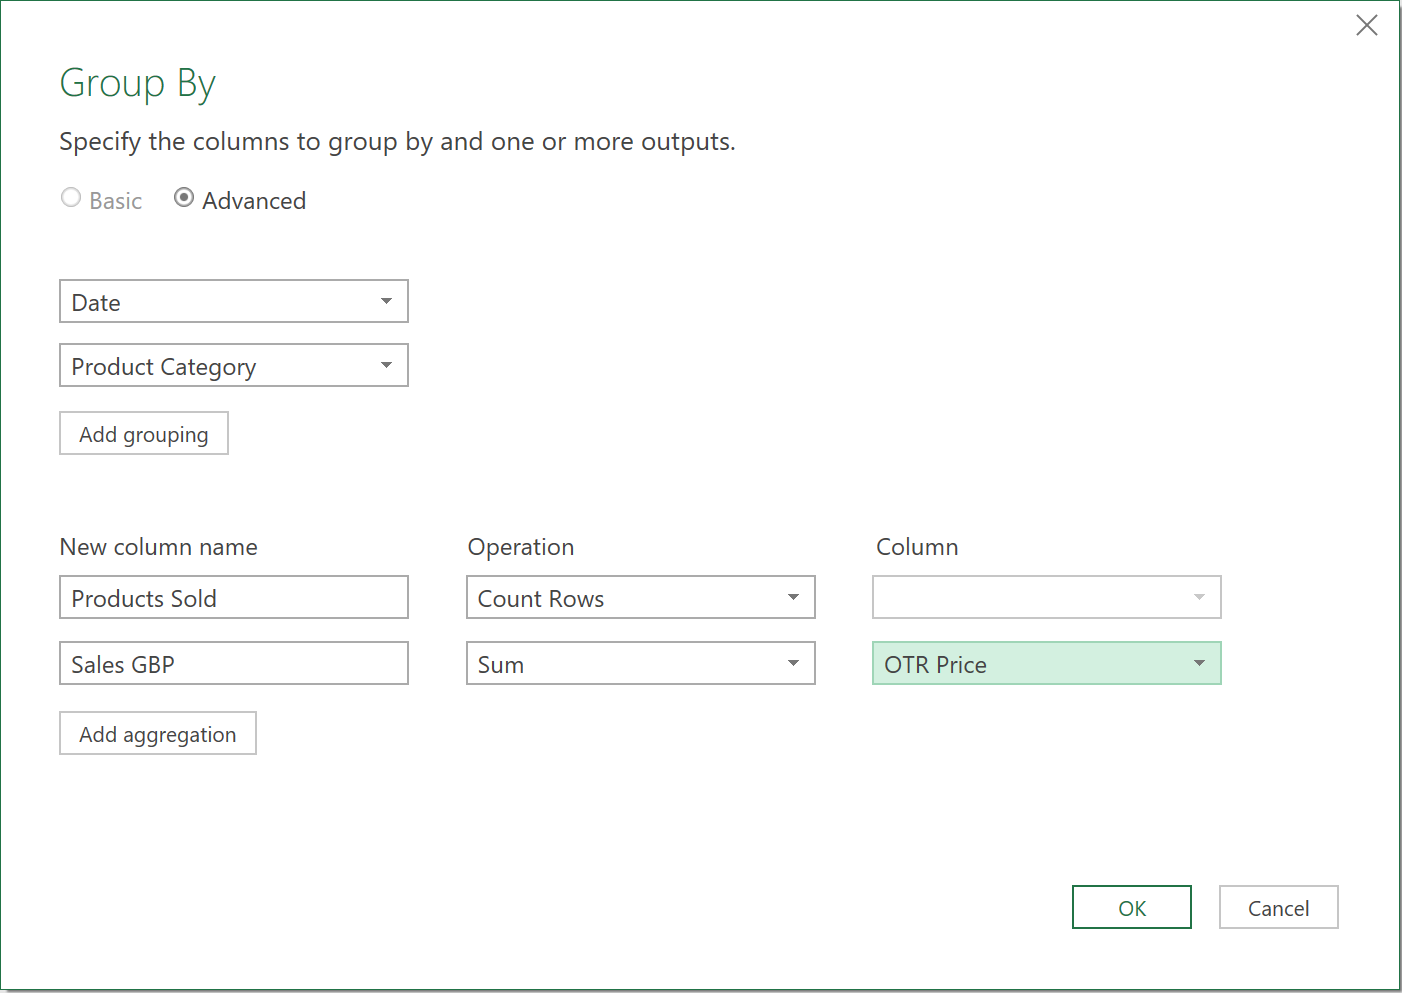 Group By
Specify the columns to group by and one or more outputs.
Basic Advanced
Date
Product Category
Add grouping
New column name Operation Column
Products Sold Count Rows
Sales GBP Sum OTR Price
Add aggregation
OK Cancel